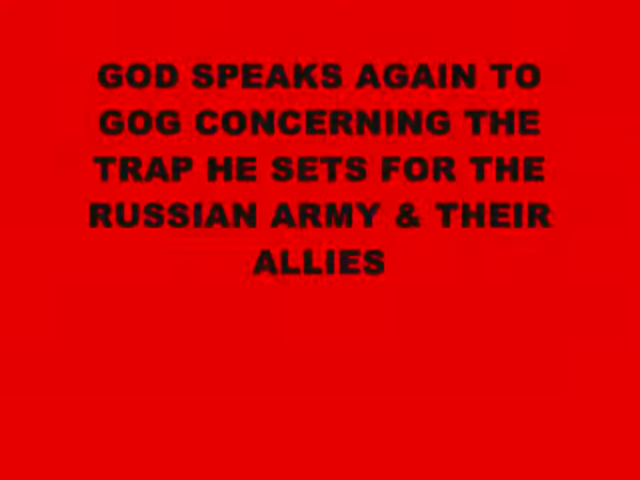 GOD SPEAKS AGAIN TO
GOG CONCERNING THE
TRAP HE SETS FOR THE
RUSSIAN ARMY & THEIR
ALLIES